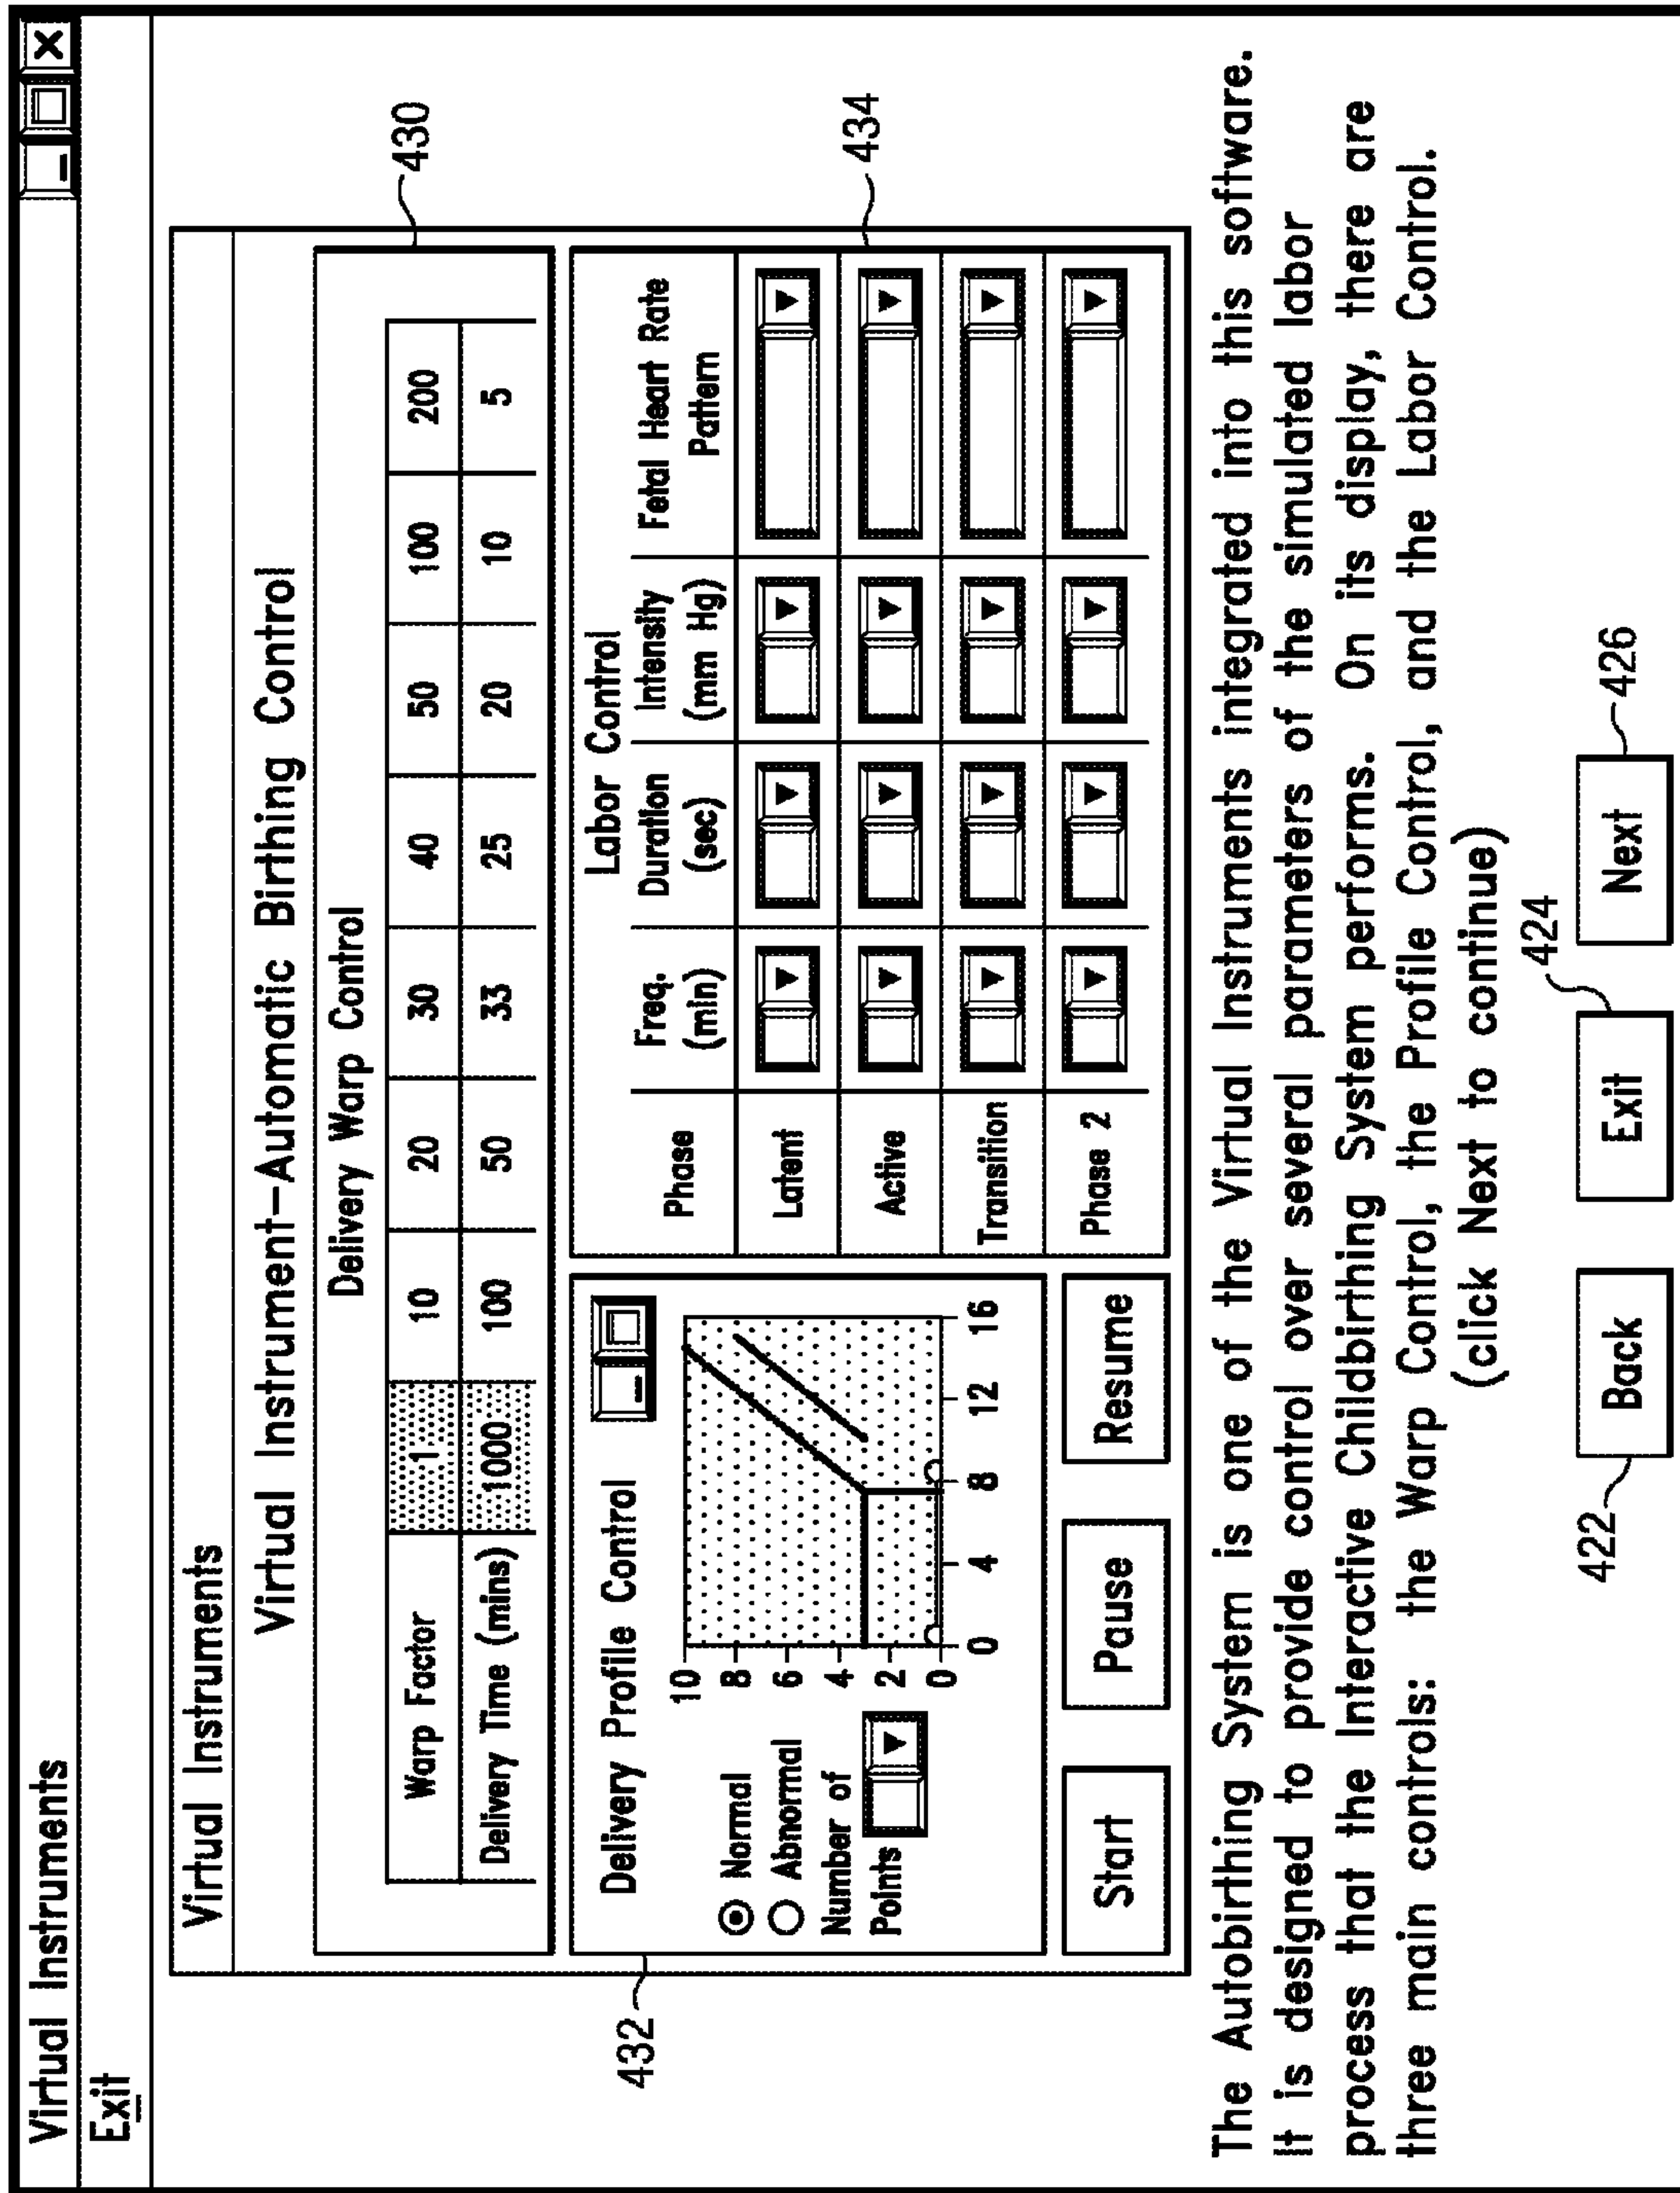 Virtual Instruments
Exit
Virtual Instruments
Virtual Instrument-Automatic Birthing Control
Delivery Warp Control
Warp Factor 1 10 20 30 40 50 100 200
Delivery Time (mins) 1000 100 50 33 25 20 10 5
430
Delivery Profile Control
Normal
Abnormal
Number of
Points
10
8
6
4
2
0
0 4 8 12 16
432
Labor Control
Phase Freq. (min) Duration (sec) Intensity (mm Hg) Fetal Heart Rate Pattern
Latent
Active
Transition
Phase 2
434
Start Pause Resume
The Autobirthing System is one of the Virtual Instruments integrated into this software.
It is designed to provide control over several parameters of the simulated labor
process that the Interactive Childbirthing System performs. On its display, there are
three main controls: the Warp Control, the Profile Control, and the Labor Control.
(click Next to continue)
422 424 426
Back Exit Next